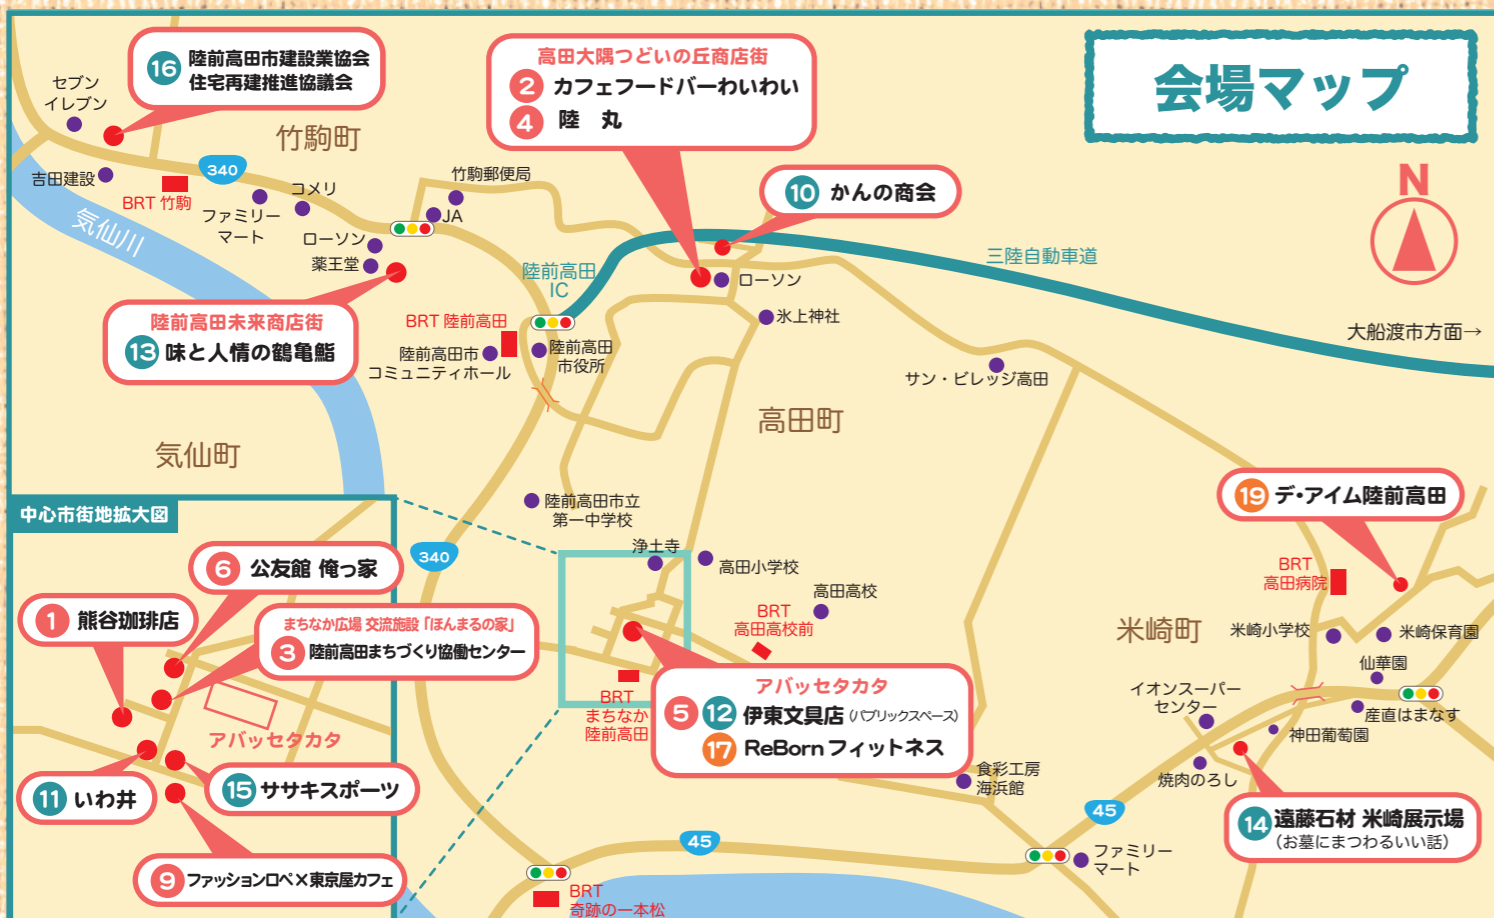 会場マップ
N
16 陸前高田市建設業協会
住宅再建推進協議会
セブン
イレブン
竹駒町
吉田建設
340
BRT 竹駒
ファミリー
マート
コメリ
気仙川
ローソン
薬王堂
JA
竹駒郵便局
高田大隅つどいの丘商店街
2 カフェフードバーわいわい
4 陸 丸
10 かんの商会
陸前高田
IC
三陸自動車道
ローソン
氷上神社
大船渡市方面→
陸前高田未来商店街
13 味と人情の鶴亀鮨
BRT 陸前高田
陸前高田市
コミュニティホール
陸前高田
市役所
サン・ビレッジ高田
高田町
気仙町
陸前高田市立
第一中学校
19 デ・アイム陸前高田
中心市街地拡大図
340
浄土寺
高田小学校
高田高校
BRT
高田高校前
BRT
高田病院
米崎町
米崎小学校
米崎保育園
仙華園
6 公友館 俺っ家
1 熊谷珈琲店
まちなか広場 交流施設「ほんまるの家」
3 陸前高田まちづくり協働センター
アバッセタカタ
BRT
まちなか
陸前高田
アバッセタカタ
5 12 伊東文具店(パブリックスペース)
17 ReBornフィットネス
イオンスーパー
センター
産直はまなす
神田葡萄園
焼肉のろし
11 いわ井
15 ササキスポーツ
9 ファッションロペ×東京屋カフェ
食彩工房
海浜館
45
45
14 遠藤石材 米崎展示場
(お墓にまつわるいい話)
ファミリー
マート
BRT
奇跡の一本松